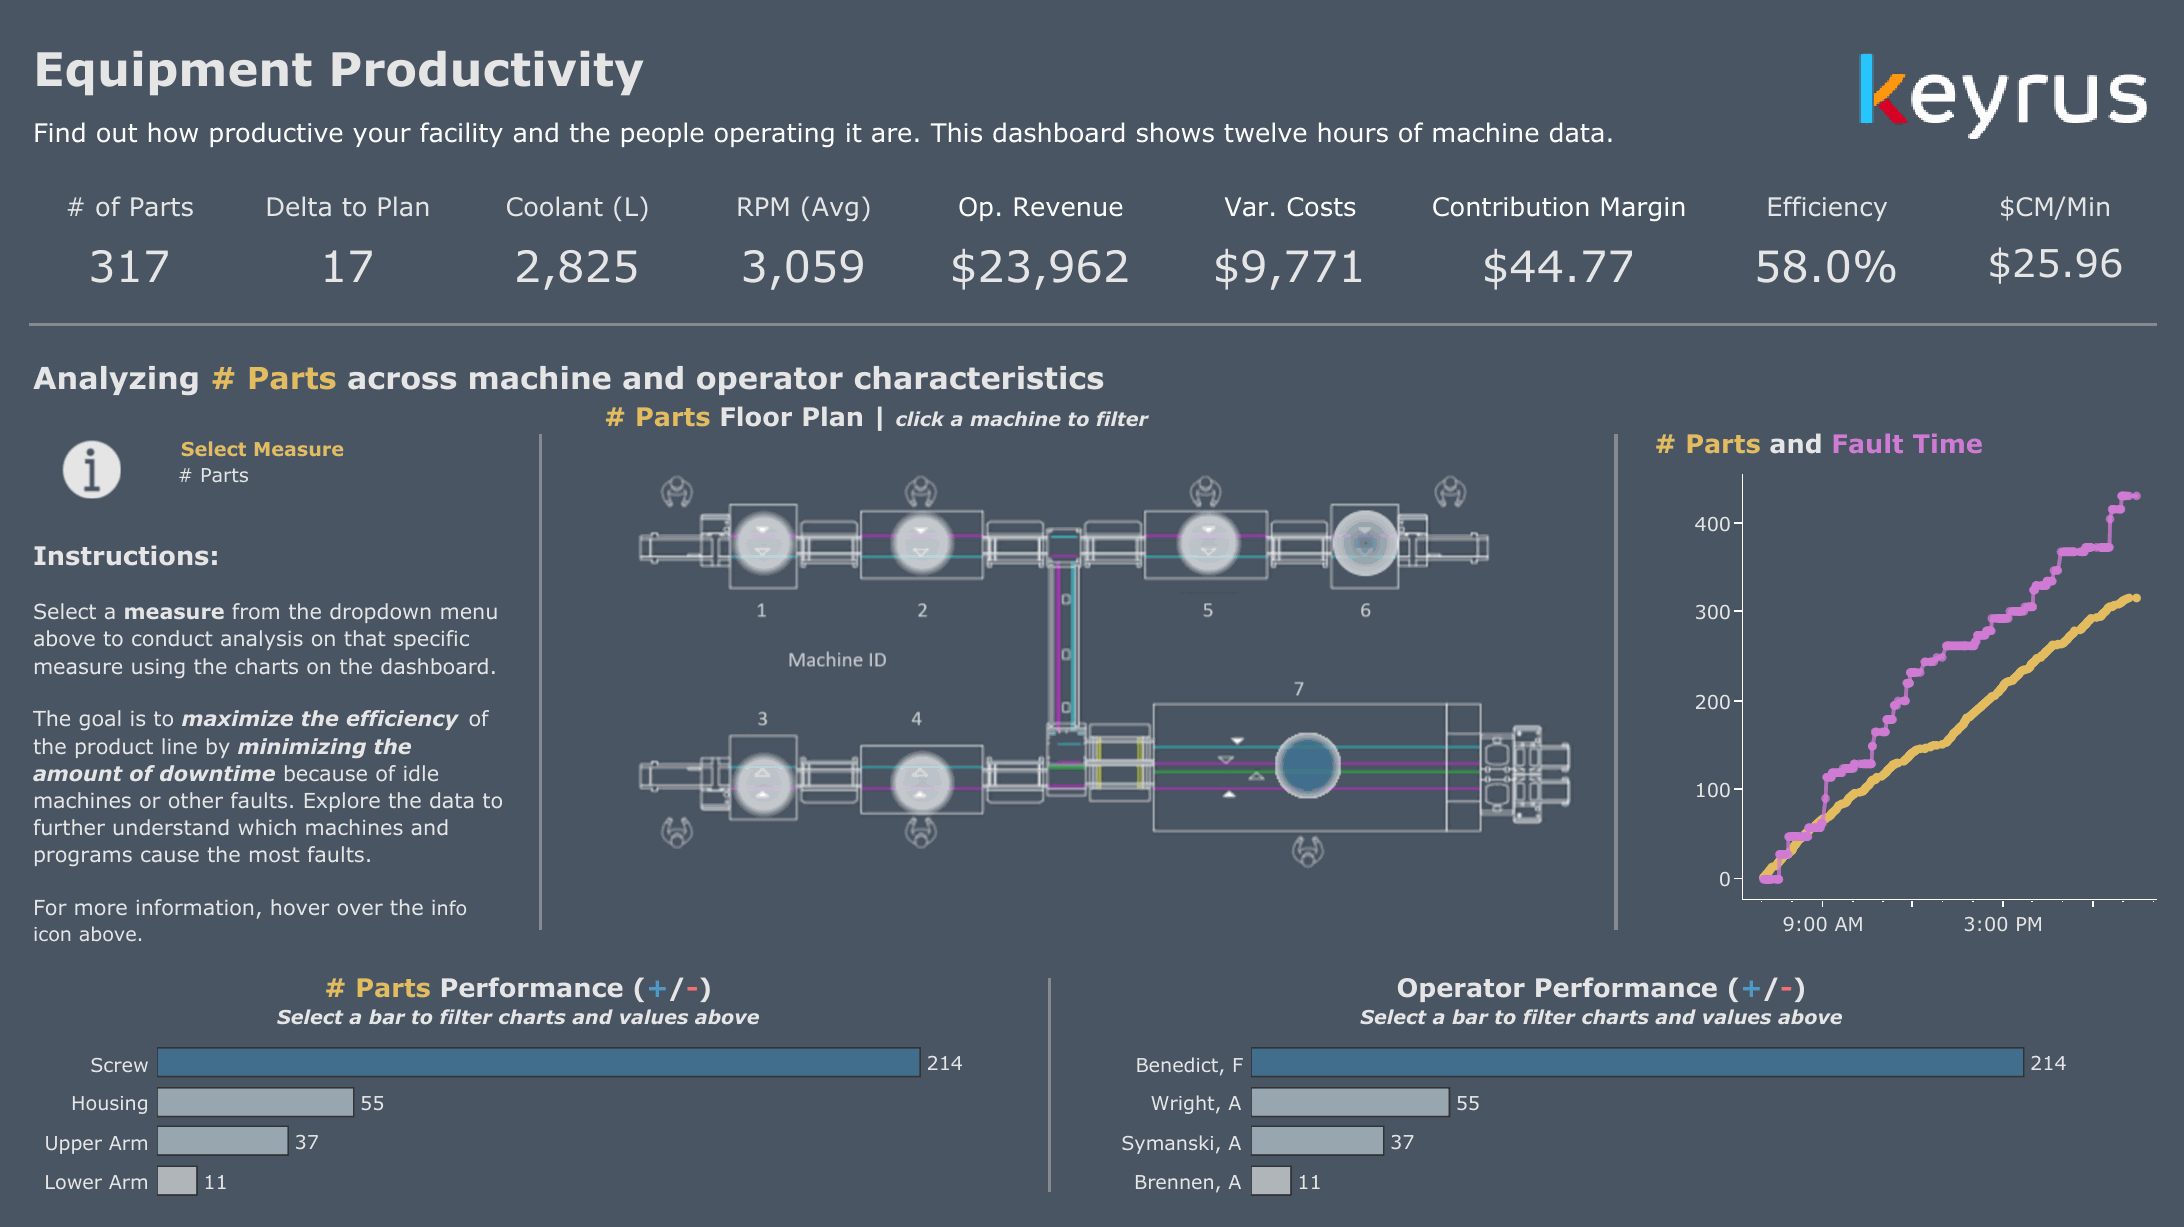 Equipment Productivity
keyrus
Find out how productive your facility and the people operating it are. This dashboard shows twelve hours of machine data.
# of Parts
317
Delta to Plan
17
Coolant (L)
2,825
RPM (Avg)
3,059
Op. Revenue
$23,962
Var. Costs
$9,771
Contribution Margin
$44.77
Efficiency
58.0%
$CM/Min
$25.96
Analyzing # Parts across machine and operator characteristics
# Parts Floor Plan | click a machine to filter
i
Select Measure
# Parts
Instructions:
Select a measure from the dropdown menu
above to conduct analysis on that specific
measure using the charts on the dashboard.
The goal is to maximize the efficiency of
the product line by minimizing the
amount of downtime because of idle
machines or other faults. Explore the data to
further understand which machines and
programs cause the most faults.
For more information, hover over the info
icon above.
1
2
5
6
Machine ID
3
4
7
# Parts and Fault Time
400
300
200
100
0
9:00 AM
3:00 PM
# Parts Performance (+/-)
Select a bar to filter charts and values above
Screw 214
Housing 55
Upper Arm 37
Lower Arm 11
Operator Performance (+/-)
Select a bar to filter charts and values above
Benedict, F 214
Wright, A 55
Symanski, A 37
Brennen, A 11